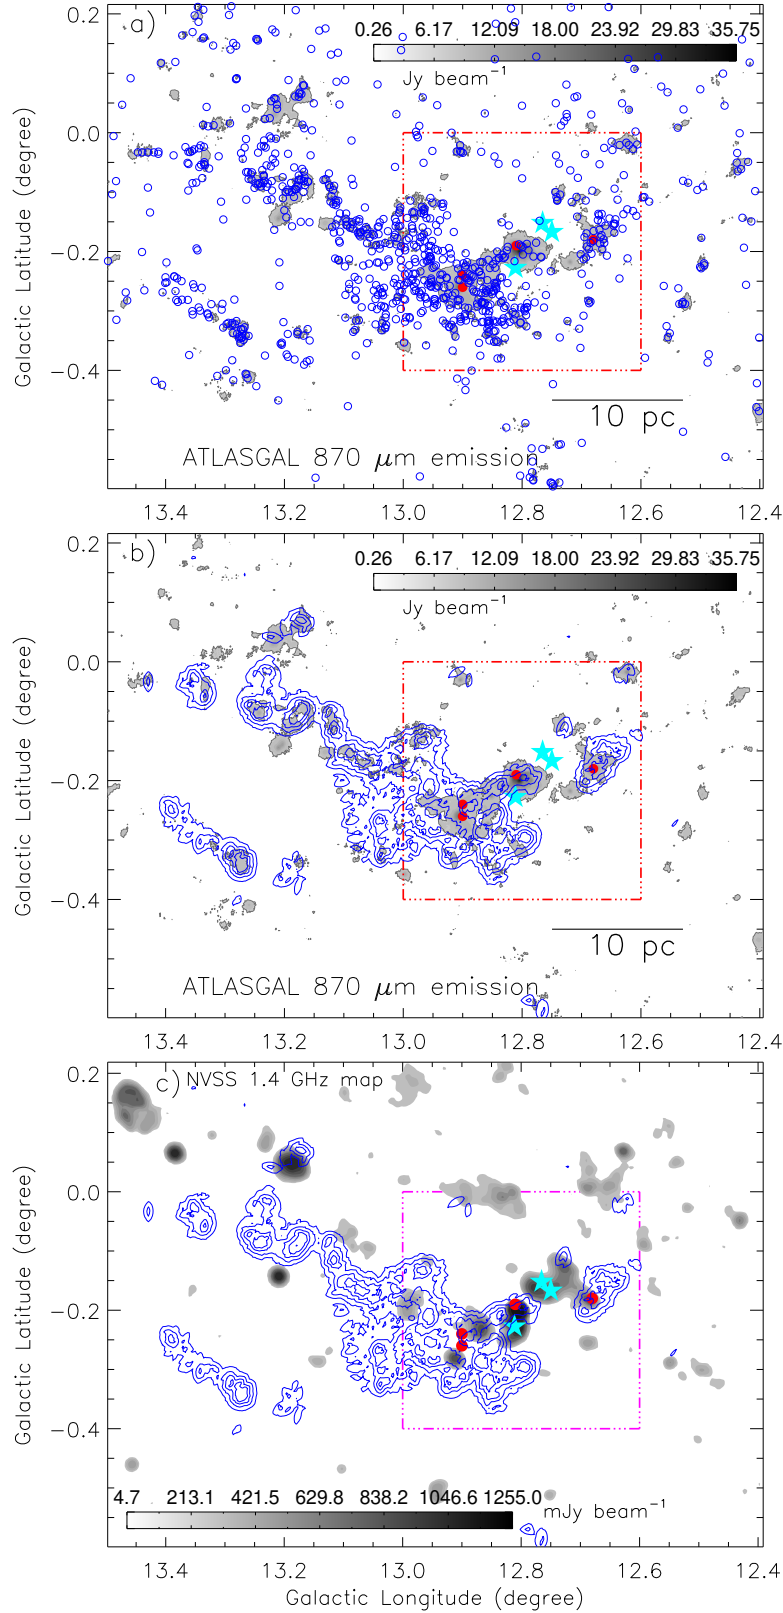 a)
0.26 6.17 12.09 18.00 23.92 29.83 35.75
Jy beam⁻¹
0.2
0.0
−0.2
−0.4
Galactic Latitude (degree)
10 pc
ATLASGAL 870 μm emission
13.4 13.2 13.0 12.8 12.6 12.4
b)
0.26 6.17 12.09 18.00 23.92 29.83 35.75
Jy beam⁻¹
0.2
0.0
−0.2
−0.4
Galactic Latitude (degree)
10 pc
ATLASGAL 870 μm emission
13.4 13.2 13.0 12.8 12.6 12.4
c) NVSS 1.4 GHz map
0.2
0.0
−0.2
−0.4
Galactic Latitude (degree)
4.7 213.1 421.5 629.8 838.2 1046.6 1255.0
mJy beam⁻¹
13.4 13.2 13.0 12.8 12.6 12.4
Galactic Longitude (degree)